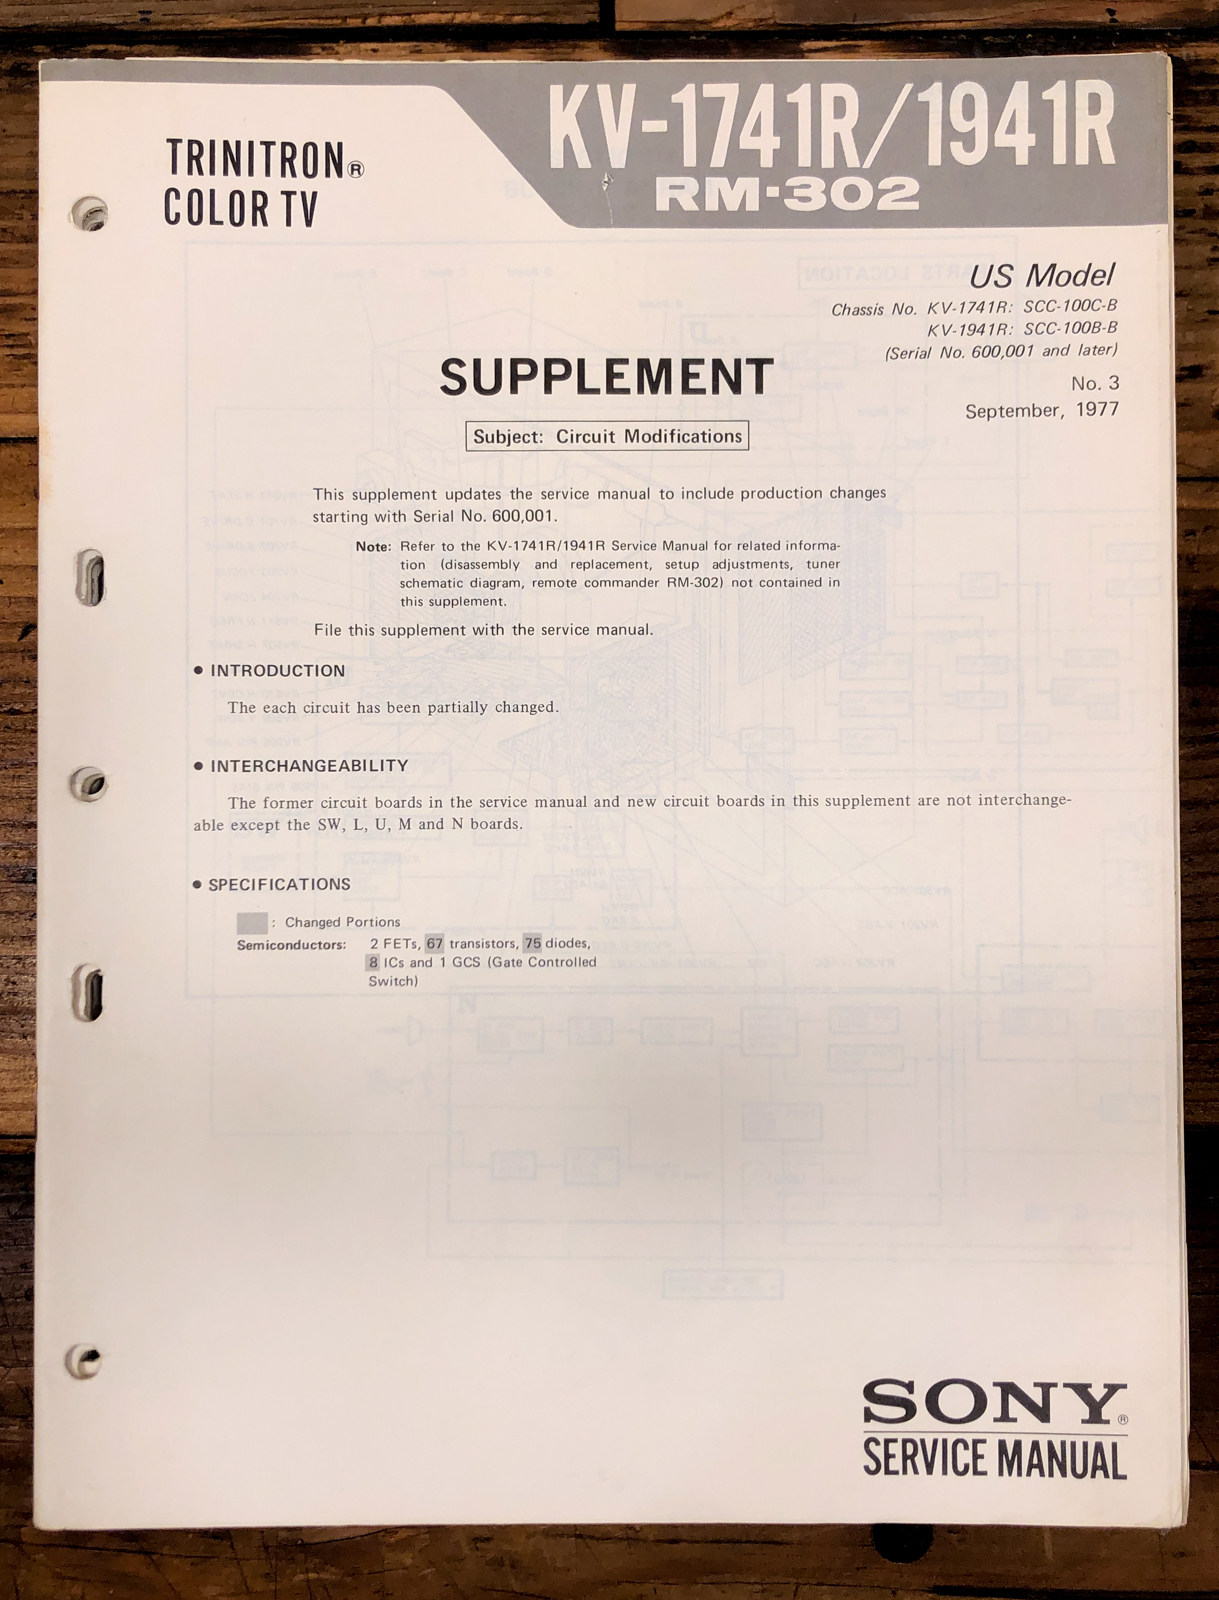 KV-1741R/1941R
RM-302
TRINITRON®
COLOR TV
US Model
Chassis No. KV-1741R: SCC-100C-B
KV-1941R: SCC-100B-B
(Serial No. 600,001 and later)
No. 3
September, 1977
SUPPLEMENT
Subject: Circuit Modifications
This supplement updates the service manual to include production changes
starting with Serial No. 600,001.
Note: Refer to the KV-1741R/1941R Service Manual for related informa-
tion (disassembly and replacement, setup adjustments, tuner
schematic diagram, remote commander RM-302) not contained in
this supplement.
File this supplement with the service manual.
● INTRODUCTION
The each circuit has been partially changed.
● INTERCHANGEABILITY
The former circuit boards in the service manual and new circuit boards in this supplement are not interchange-
able except the SW, L, U, M and N boards.
● SPECIFICATIONS
: Changed Portions
Semiconductors: 2 FETs, 67 transistors, 75 diodes,
8 ICs and 1 GCS (Gate Controlled
Switch)
SONY®
SERVICE MANUAL